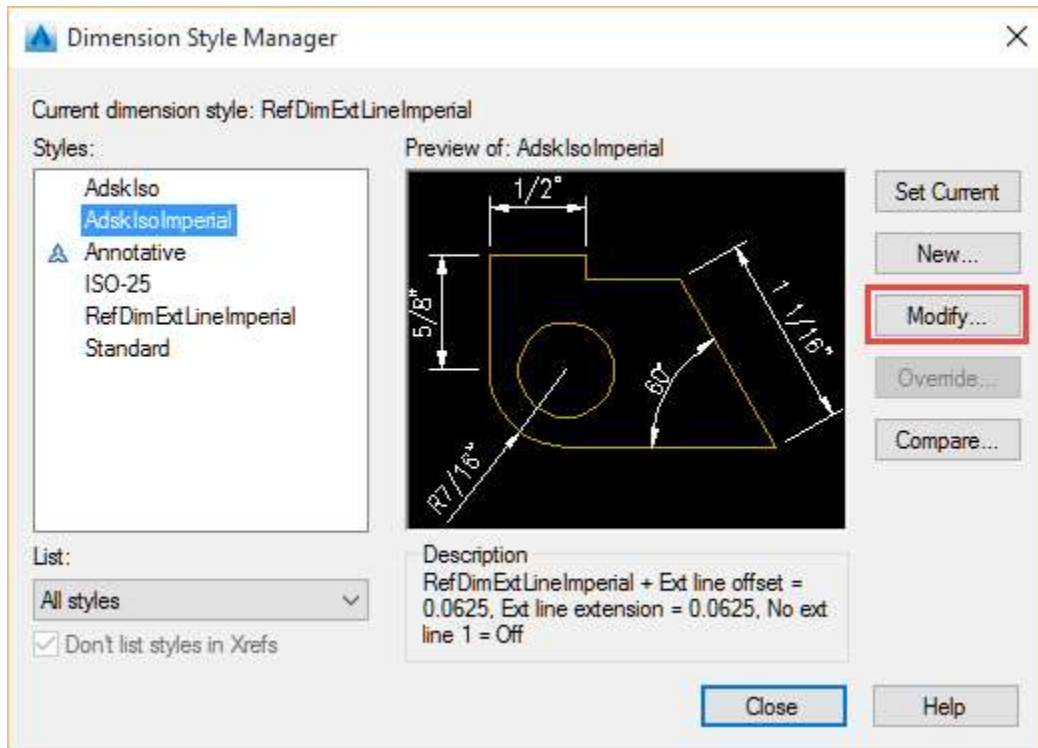 Dimension Style Manager
Current dimension style: RefDimExtLineImperial
Styles:
Preview of: AdskIsoImperial
AdskIso
AdskIsoImperial
Annotative
ISO-25
RefDimExtLineImperial
Standard
1/2"
5/8"
1 1/16"
60°
R7/16"
Set Current
New...
Modify...
Override...
Compare...
List:
All styles
Don't list styles in Xrefs
Description
RefDimExtLineImperial + Ext line offset =
0.0625, Ext line extension = 0.0625, No ext
line 1 = Off
Close
Help